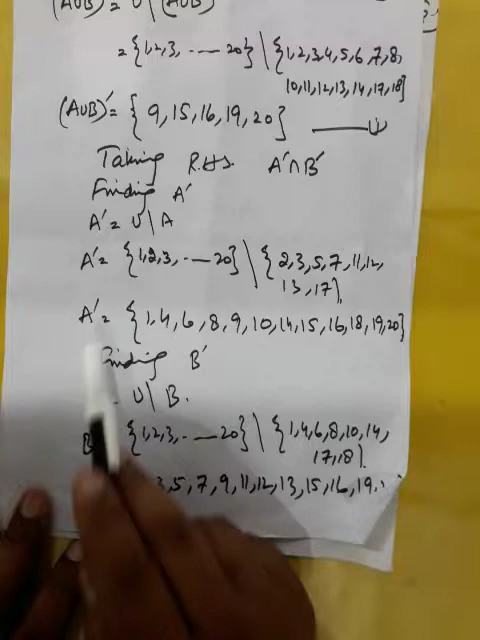 (AUB)' = U \ (AUB)
= {1,2,3, ---- 20} \ {1,2,3,4,5,6,7,8,
10,11,12,13,14,17,18}
(AUB)' = { 9,15,16,19,20} —— i
Taking R.H.S. A'∩B'
Finding A'
A' = U \ A
A' = {1,2,3, ---- 20} \ { 2,3,5,7,11,12,
13,17}
A' = {1,4,6,8,9,10,14,15,16,18,19,20}
Finding B'
= U \ B.
B {1,2,3, ---- 20} \ {1,4,6,8,10,14,
17,18}
3,5,7,9,11,12,13,15,16,19,